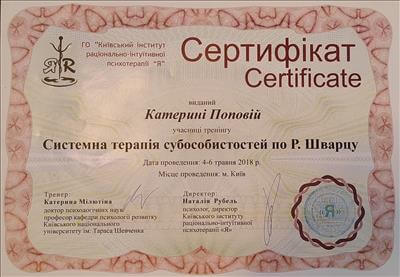 ГО "Київський інститут
раціонально-інтуїтивної
психотерапії "Я"
Сертифікат
Certificate
Я R
виданий
Катерині Поповій
учасниці тренінгу
Системна терапія субособистостей по Р. Шварцу
Дата проведення: 4-6 травня 2018 р.
Місце проведення: м. Київ
Тренер:
Катерина Мілютіна
доктор психологічних наук
професор кафедри психології розвитку
Київського національного
університету ім. Тараса Шевченка
Директор:
Наталія Рубель
психолог, директор
Київського інституту
раціонально-інтуїтивної
психотерапії «Я»
"Я"